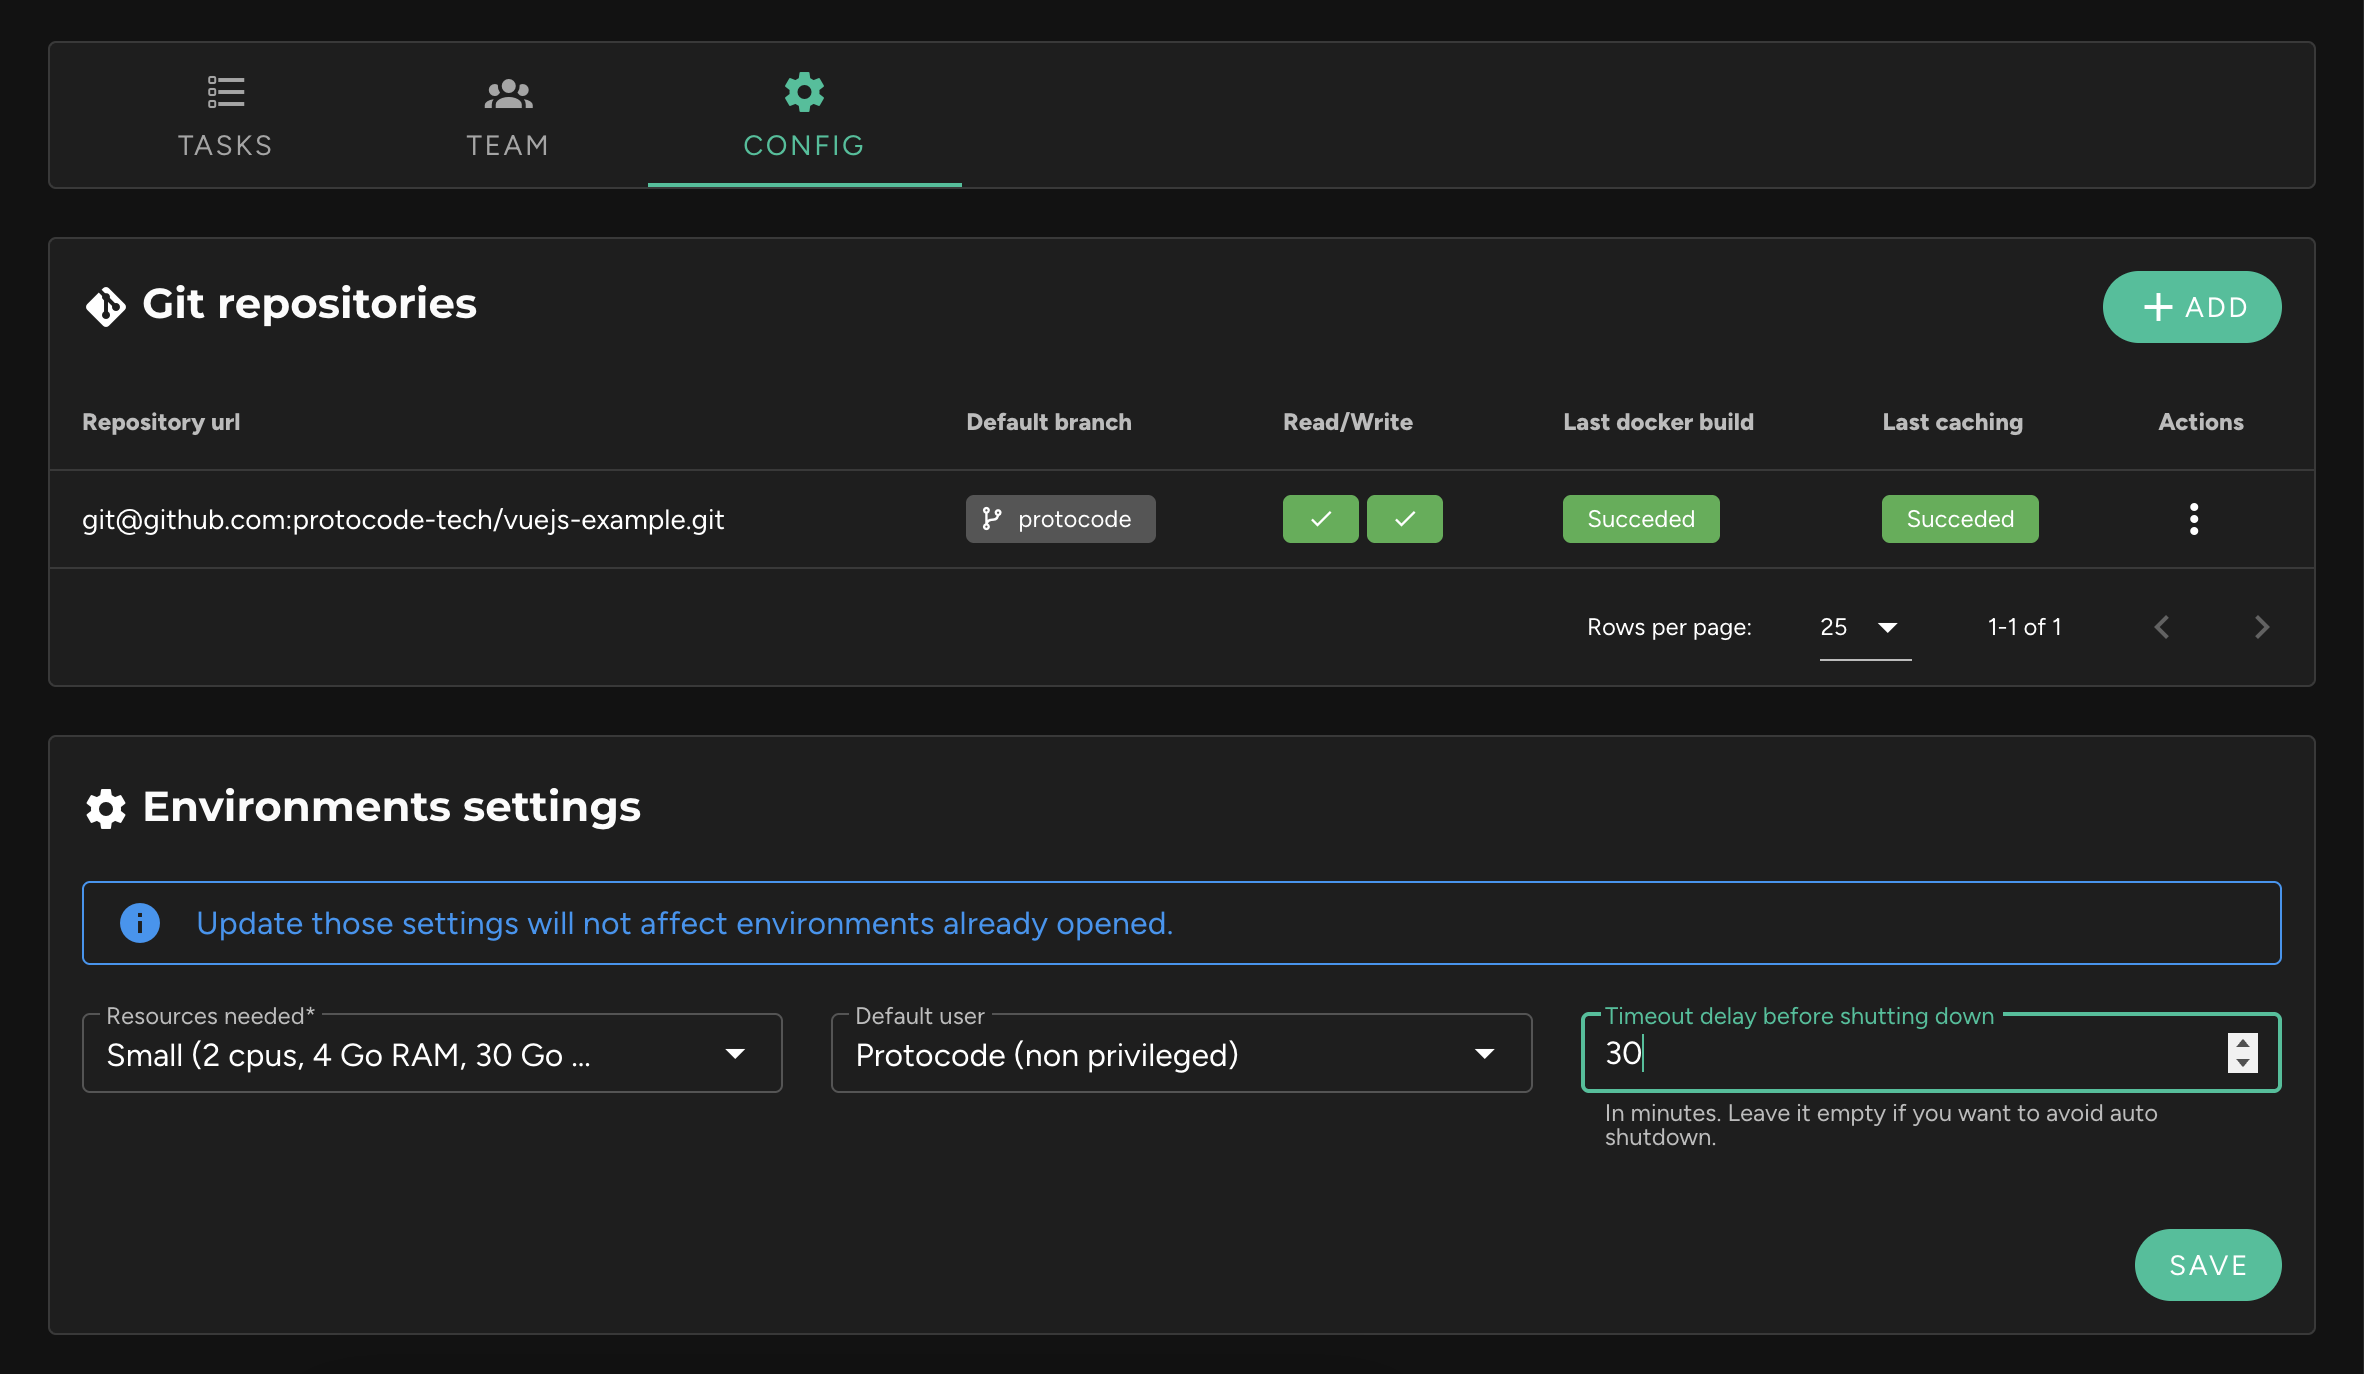 TASKS TEAM CONFIG
Git repositories
ADD
Repository url Default branch Read/Write Last docker build Last caching Actions
git@github.com:protocode-tech/vuejs-example.git protocode Succeded Succeded
Rows per page: 25 1-1 of 1
Environments settings
Update those settings will not affect environments already opened.
Resources needed* Default user Timeout delay before shutting down
Small (2 cpus, 4 Go RAM, 30 Go ... Protocode (non privileged) 30
In minutes. Leave it empty if you want to avoid auto
shutdown.
SAVE